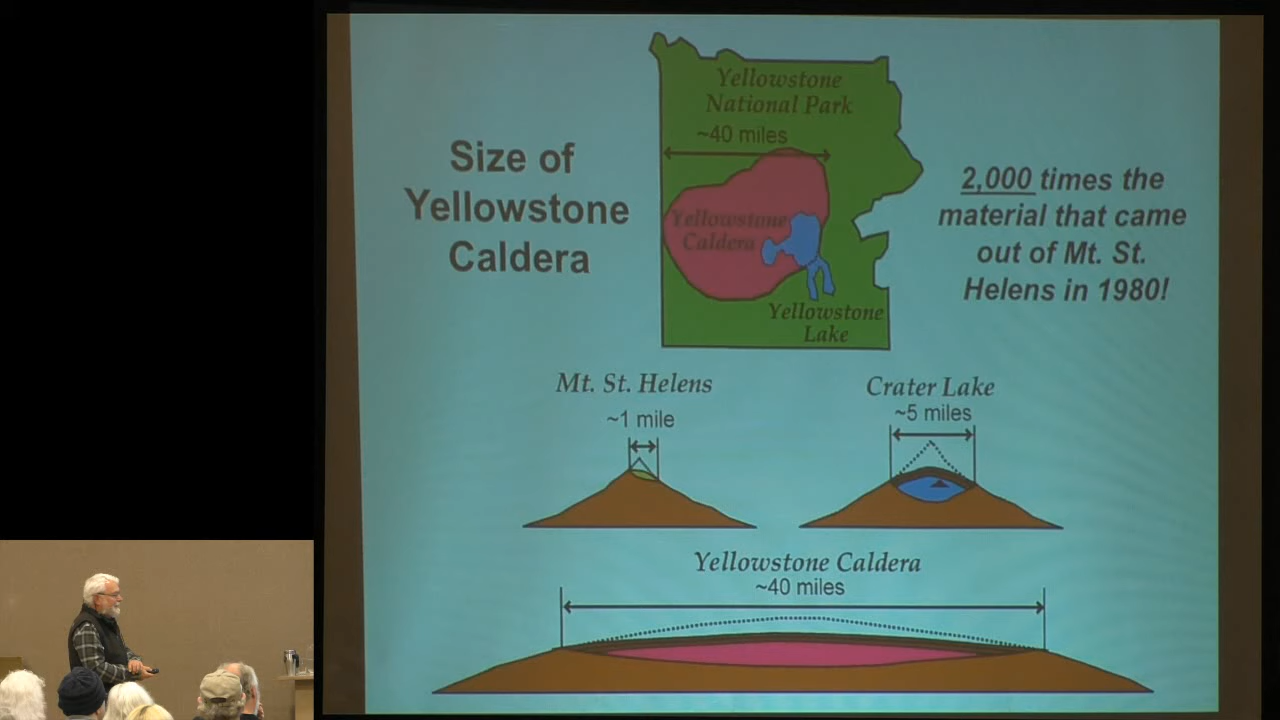 Size of
Yellowstone
Caldera
Yellowstone
National Park
~40 miles
Yellowstone
Caldera
Yellowstone
Lake
2,000 times the
material that came
out of Mt. St.
Helens in 1980!
Mt. St. Helens
~1 mile
Crater Lake
~5 miles
Yellowstone Caldera
~40 miles